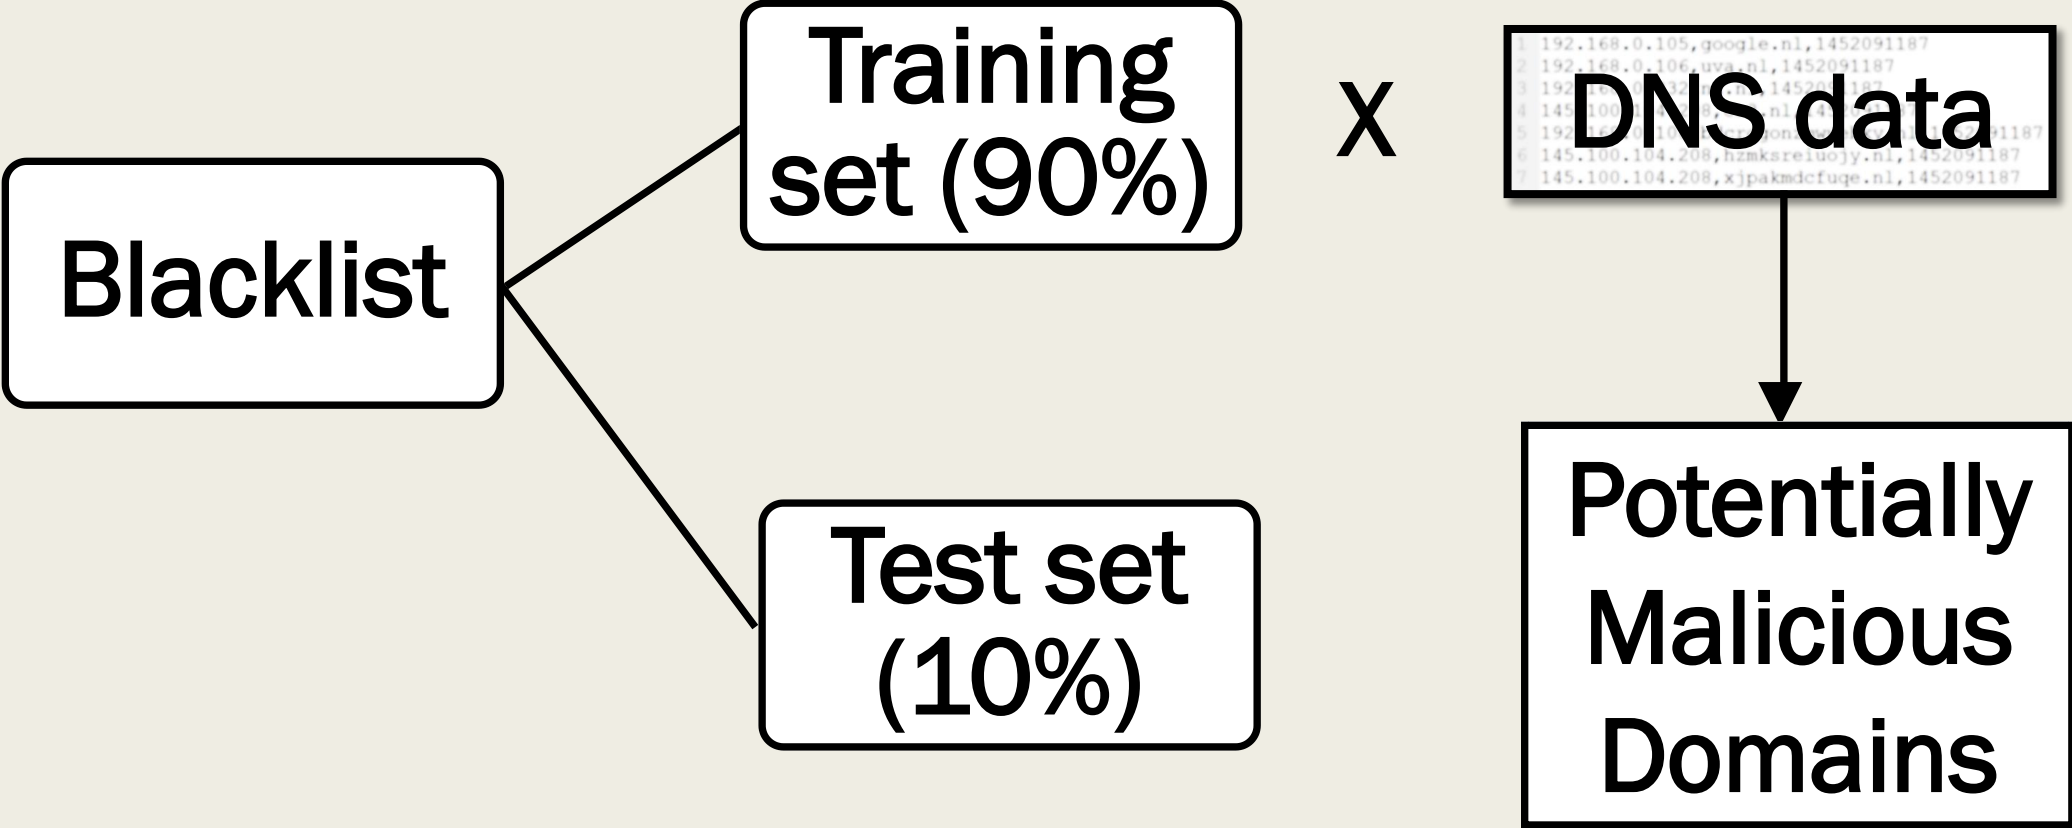 Blacklist
Training
set (90%)
X
1 192.168.0.105,google.nl,1452091187
2 192.168.0.106,uva.nl,1452091187
6 145.100.104.208,hzmksreiuojy.nl,1452091187
7 145.100.104.208,xjpakmdcfuqe.nl,1452091187
DNS data
Test set
(10%)
Potentially
Malicious
Domains